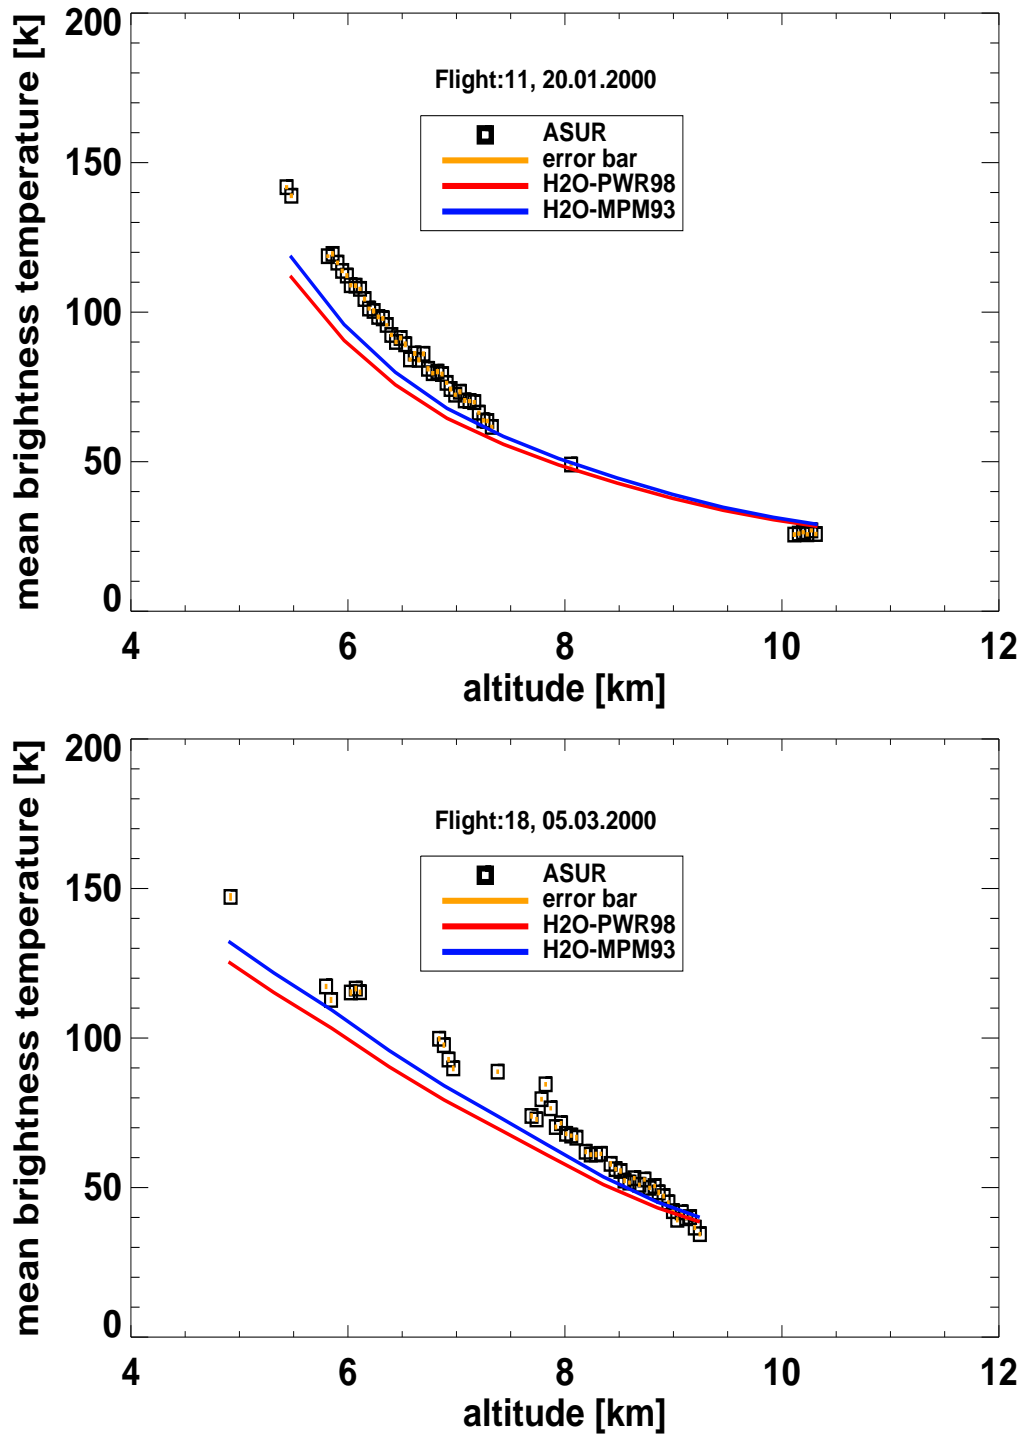 200
150
100
50
0
mean brightness temperature [k]
Flight:11, 20.01.2000
ASUR
error bar
H2O-PWR98
H2O-MPM93
4 6 8 10 12
altitude [km]
200
150
100
50
0
mean brightness temperature [k]
Flight:18, 05.03.2000
ASUR
error bar
H2O-PWR98
H2O-MPM93
4 6 8 10 12
altitude [km]